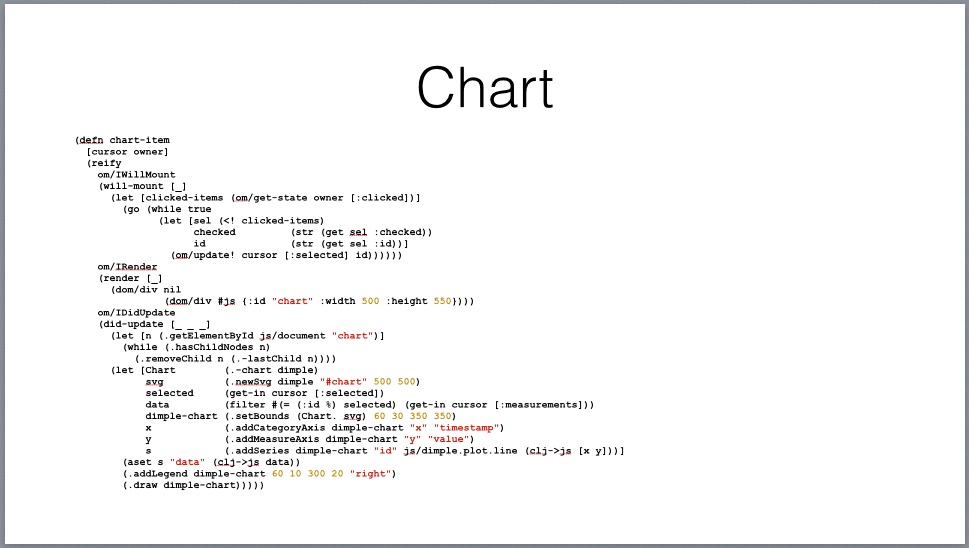 Chart
(defn chart-item
  [cursor owner]
  (reify
    om/IWillMount
    (will-mount [_]
      (let [clicked-items (om/get-state owner [:clicked])]
        (go (while true
              (let [sel (<! clicked-items)
                    checked         (str (get sel :checked))
                    id              (str (get sel :id))]
                (om/update! cursor [:selected] id))))))
    om/IRender
    (render [_]
      (dom/div nil
               (dom/div #js {:id "chart" :width 500 :height 550})))
    om/IDidUpdate
    (did-update [_ _ _]
      (let [n (.getElementById js/document "chart")]
        (while (.hasChildNodes n)
          (.removeChild n (.-lastChild n))))
      (let [Chart        (.-chart dimple)
            svg          (.newSvg dimple "#chart" 500 500)
            selected     (get-in cursor [:selected])
            data         (filter #(= (:id %) selected) (get-in cursor [:measurements]))
            dimple-chart (.setBounds (Chart. svg) 60 30 350 350)
            x            (.addCategoryAxis dimple-chart "x" "timestamp")
            y            (.addMeasureAxis dimple-chart "y" "value")
            s            (.addSeries dimple-chart "id" js/dimple.plot.line (clj->js [x y]))]
        (aset s "data" (clj->js data))
        (.addLegend dimple-chart 60 10 300 20 "right")
        (.draw dimple-chart)))))